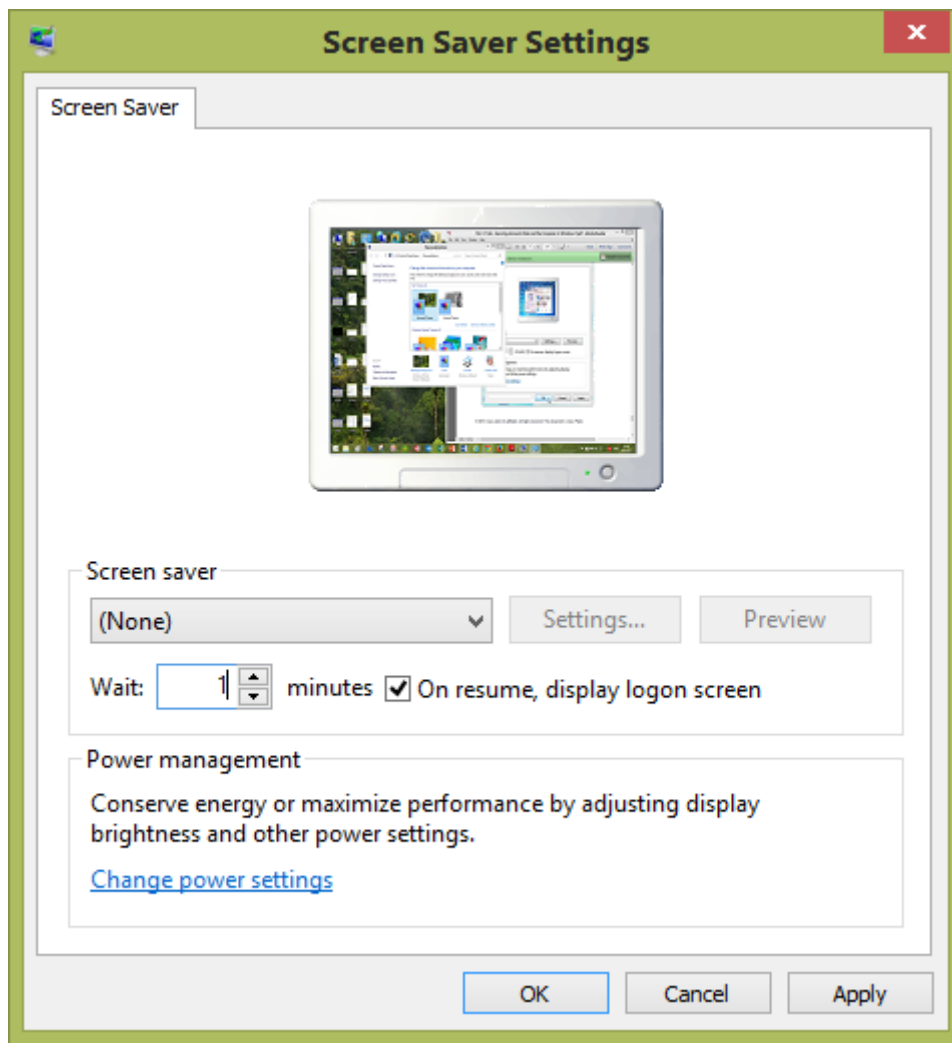 Screen Saver Settings
Screen Saver
Screen saver
(None)
Settings...
Preview
Wait: 1 minutes On resume, display logon screen
Power management
Conserve energy or maximize performance by adjusting display
brightness and other power settings.
Change power settings
OK Cancel Apply